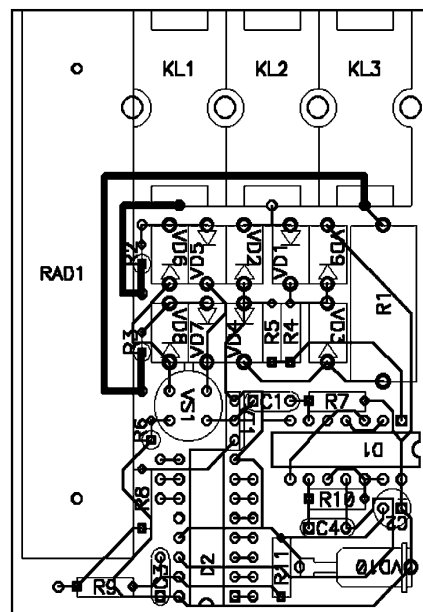 KL1 KL2 KL3
RAD1
R2 VD6 VD5 VD2 VD1 VD9
R1
R3 VD8 VD7 VD4 R5 R4 VD3
VS1
C1 R7
R6
D1
R8
R10
C2
C4
D2
C3 R11 VD10
R9